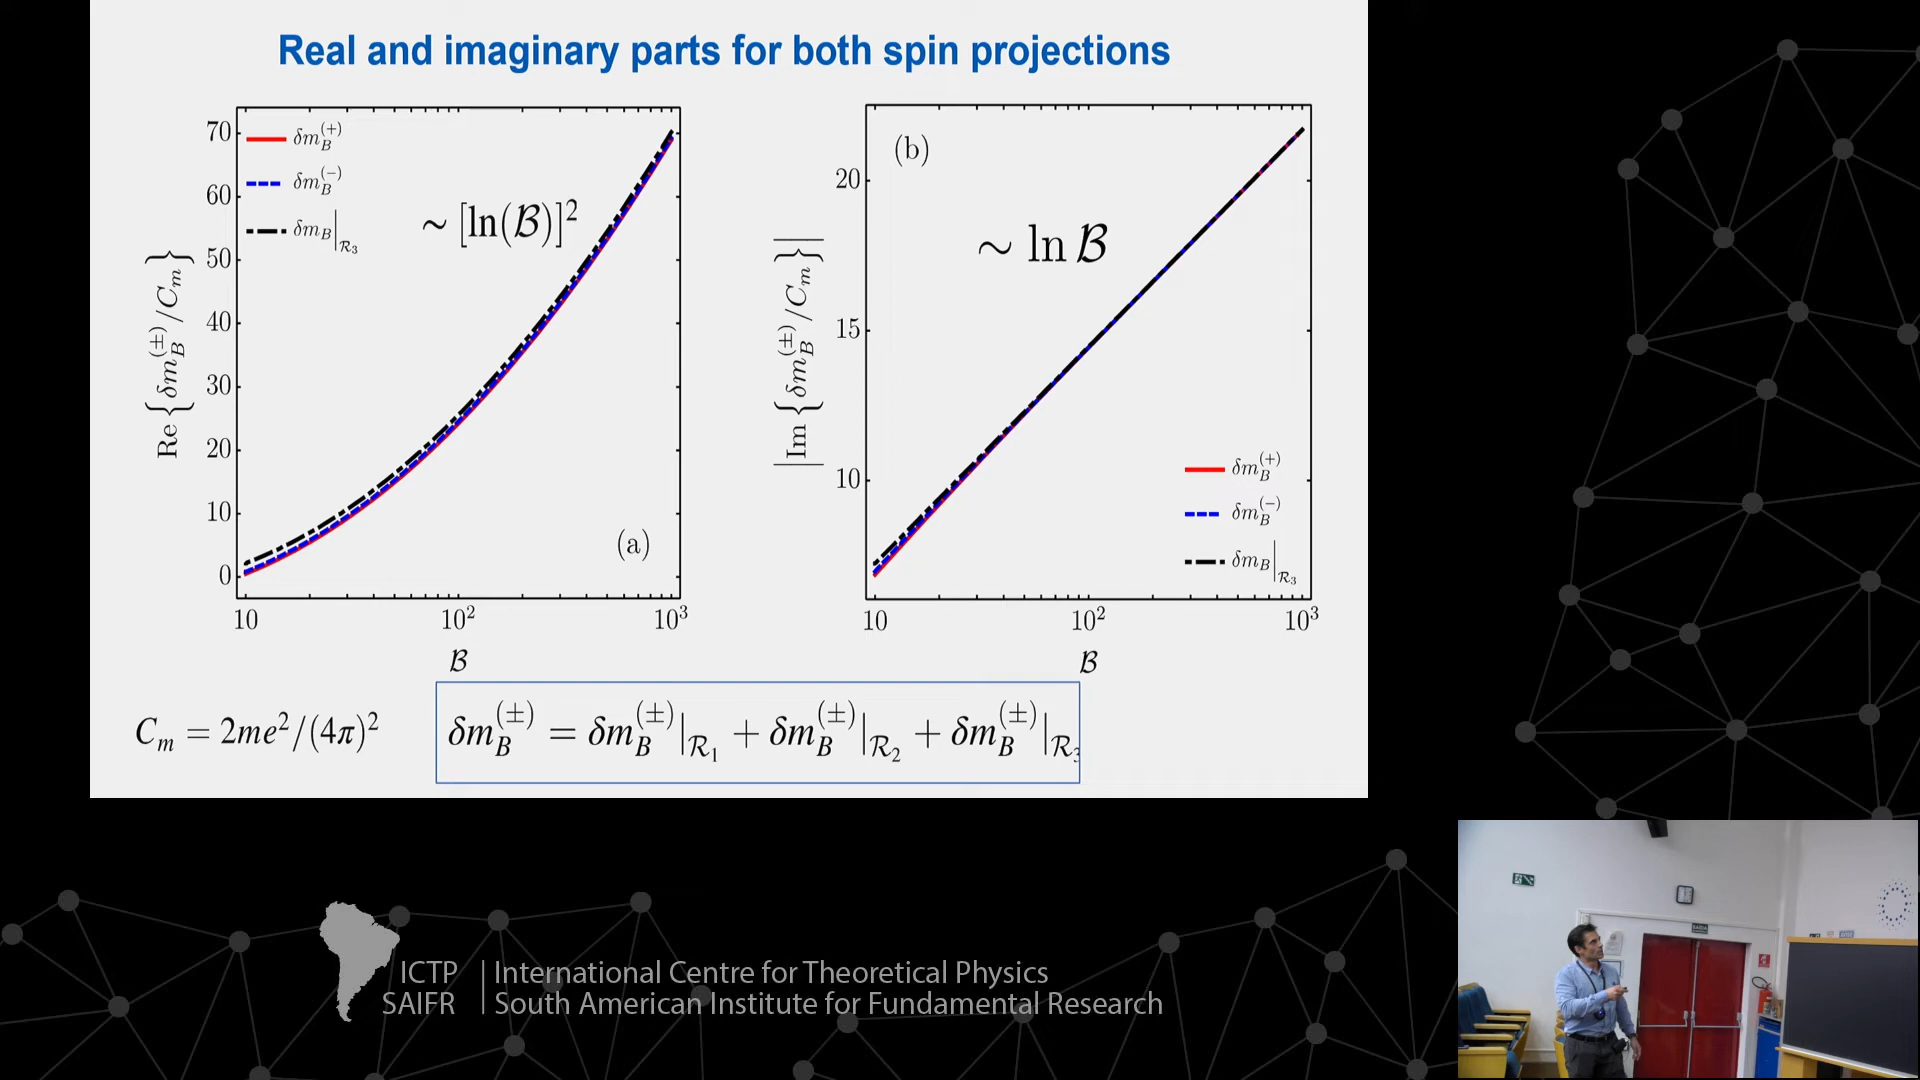 Real and imaginary parts for both spin projections
70
60
50
40
30
20
10
0
10 10² 10³
ℬ
Re{δm_B^(±)/C_m}
δm_B^(+)
δm_B^(−)
δm_B|_ℛ₃
∼ [ln(ℬ)]²
(a)
20
15
10
10 10² 10³
ℬ
|Im{δm_B^(±)/C_m}|
(b)
∼ ln ℬ
δm_B^(+)
δm_B^(−)
δm_B|_ℛ₃
C_m = 2me²/(4π)²
δm_B^(±) = δm_B^(±)|_ℛ₁ + δm_B^(±)|_ℛ₂ + δm_B^(±)|_ℛ₃
ICTP | International Centre for Theoretical Physics
SAIFR | South American Institute for Fundamental Research